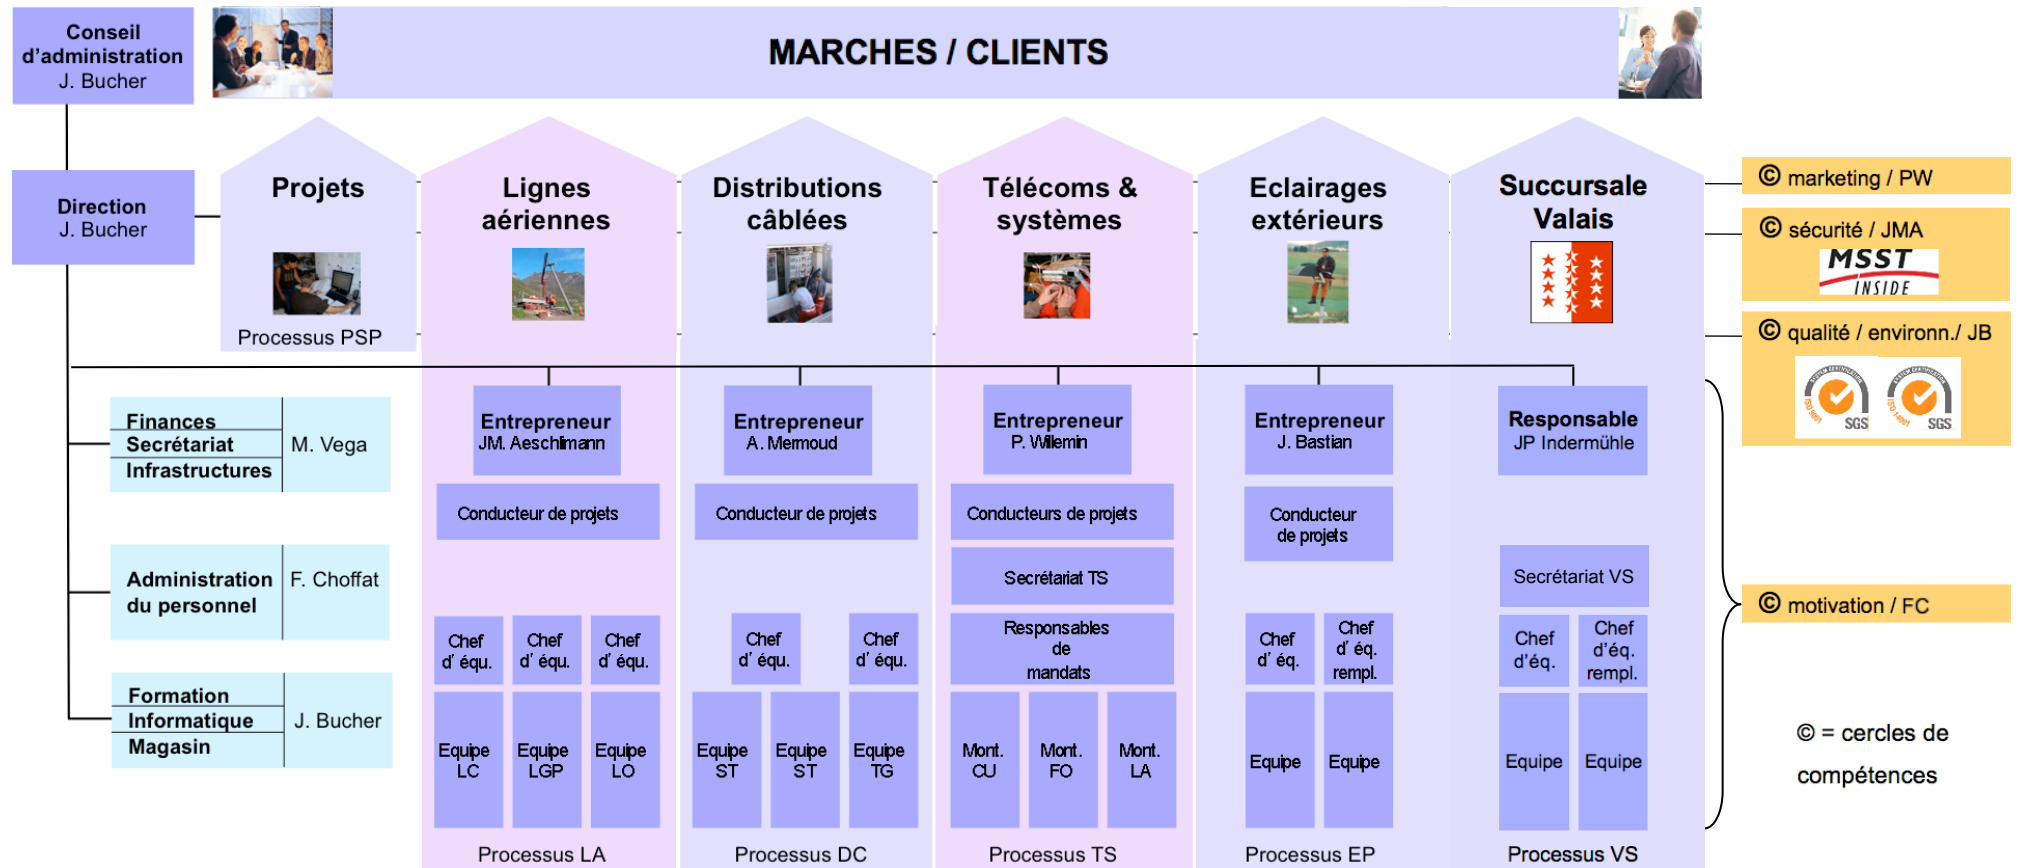 Conseil
d'administration
J. Bucher
MARCHES / CLIENTS
Direction
J. Bucher
Projets
Processus PSP
Lignes
aériennes
Distributions
câblées
Télécoms &
systèmes
Eclairages
extérieurs
Succursale
Valais
© marketing / PW
© sécurité / JMA
MSST
INSIDE
© qualité / environn./ JB
SGS
SGS
Finances
Secrétariat
Infrastructures
M. Vega
Administration
du personnel
F. Choffat
Formation
Informatique
Magasin
J. Bucher
Entrepreneur
JM. Aeschlimann
Conducteur de projets
Chef
d' équ.
Chef
d' équ.
Chef
d' équ.
Equipe
LC
Equipe
LGP
Equipe
LO
Processus LA
Entrepreneur
A. Mermoud
Conducteur de projets
Chef
d' équ.
Chef
d' équ.
Equipe
ST
Equipe
ST
Equipe
TG
Processus DC
Entrepreneur
P. Willemin
Conducteurs de projets
Secrétariat TS
Responsables
de
mandats
Mont.
CU
Mont.
FO
Mont.
LA
Processus TS
Entrepreneur
J. Bastian
Conducteur
de projets
Chef
d' éq.
Chef
d' éq.
rempl.
Equipe
Equipe
Processus EP
Responsable
JP Indermühle
Secrétariat VS
Chef
d'éq.
Chef
d'éq.
rempl.
Equipe
Equipe
Processus VS
© motivation / FC
© = cercles de
compétences